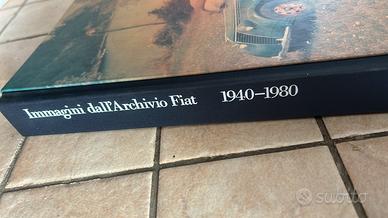 Immagini dall'Archivio Fiat 1940–1980
subito